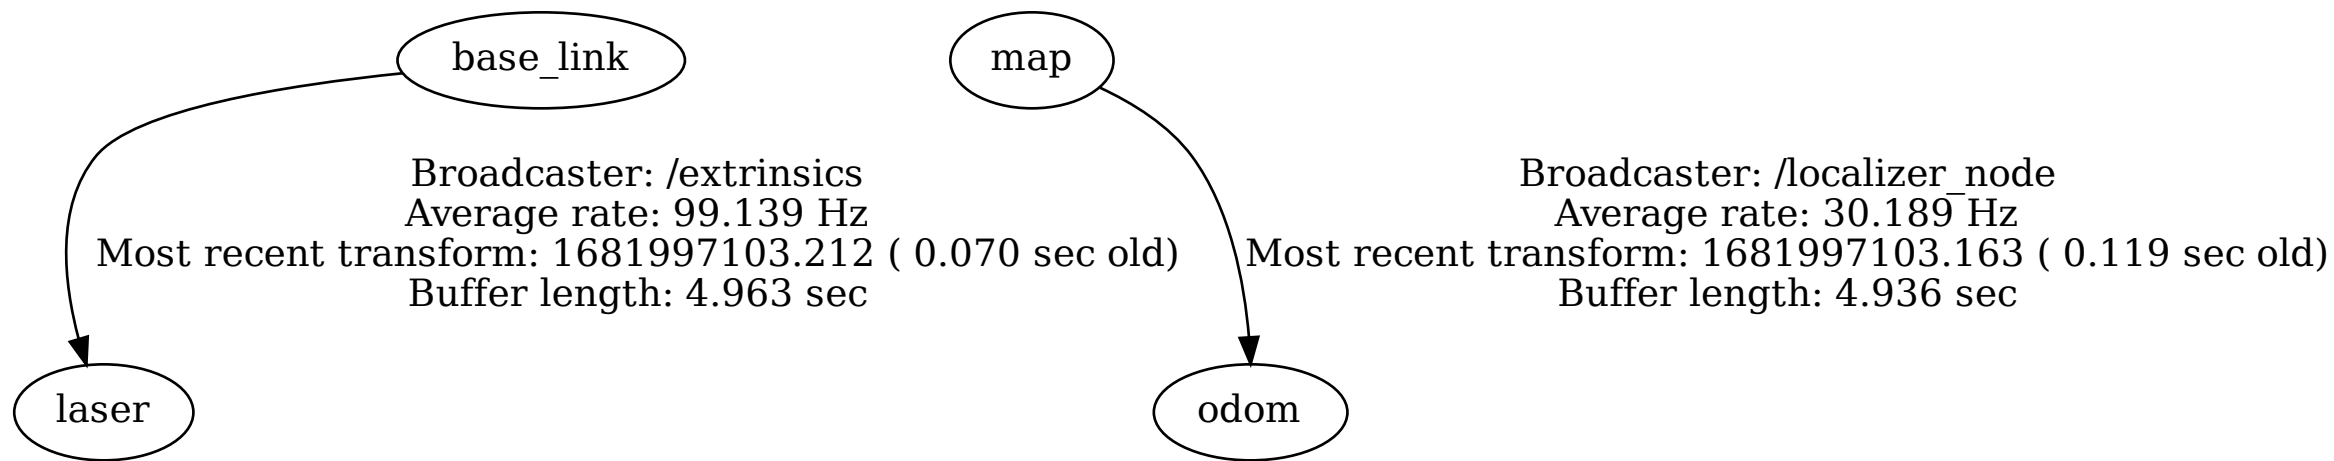 base_link
map
Broadcaster: /extrinsics
Average rate: 99.139 Hz
Most recent transform: 1681997103.212 ( 0.070 sec old)
Buffer length: 4.963 sec
Broadcaster: /localizer_node
Average rate: 30.189 Hz
Most recent transform: 1681997103.163 ( 0.119 sec old)
Buffer length: 4.936 sec
laser
odom